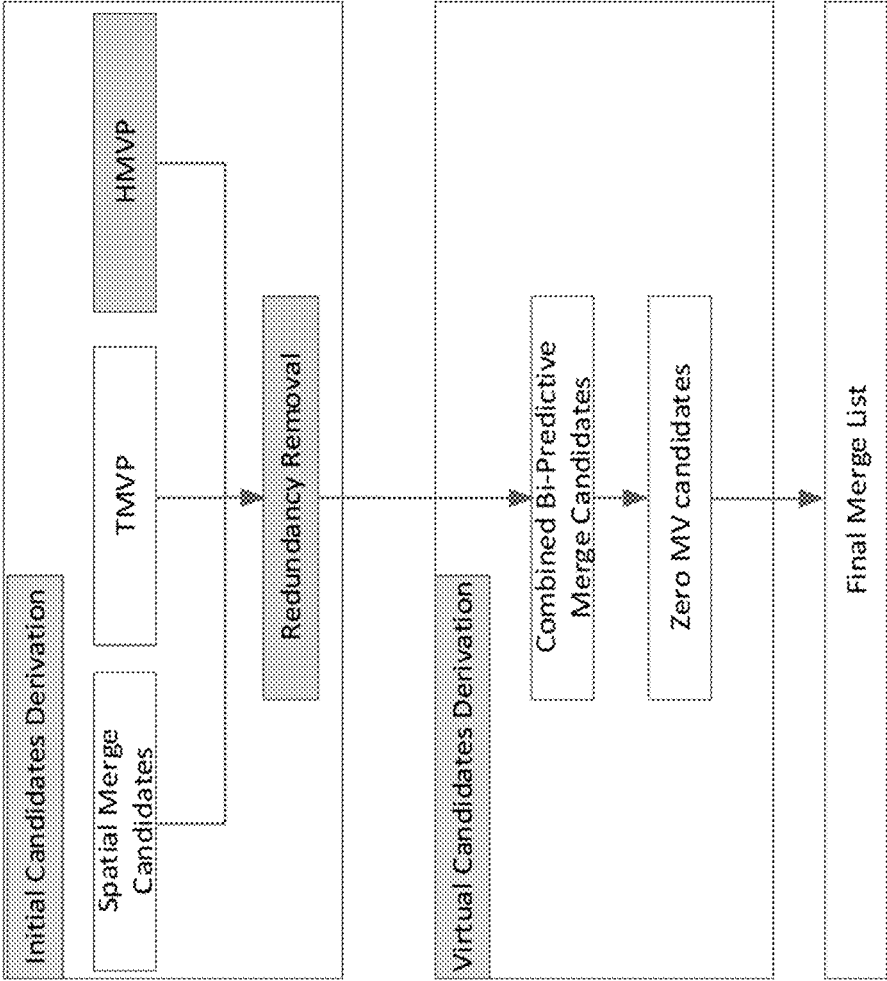 Initial Candidates Derivation
Spatial Merge
Candidates
TMVP
HMVP
Redundancy Removal
Virtual Candidates Derivation
Combined Bi-Predictive
Merge Candidates
Zero MV candidates
Final Merge List